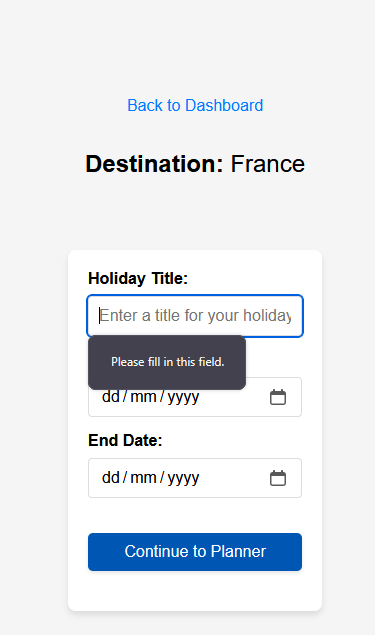 Back to Dashboard
Destination: France
Holiday Title:
Enter a title for your holiday
Please fill in this field.
dd/mm/yyyy
End Date:
dd/mm/yyyy
Continue to Planner